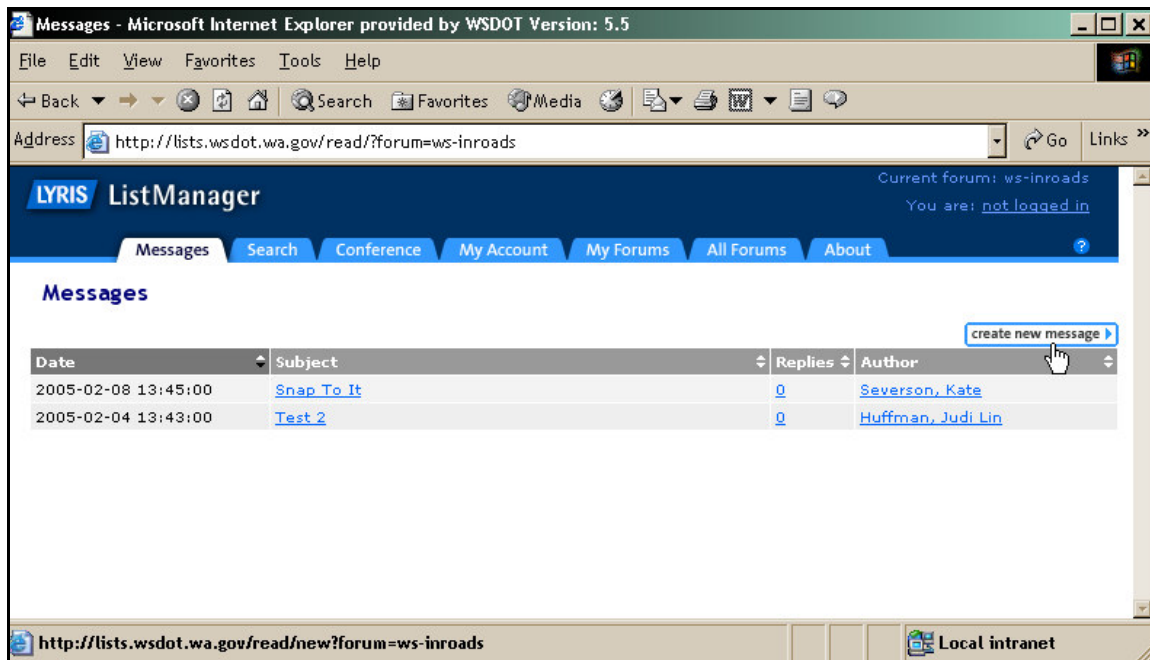 Messages - Microsoft Internet Explorer provided by WSDOT Version: 5.5
File Edit View Favorites Tools Help
Back Search Favorites Media
Address http://lists.wsdot.wa.gov/read/?forum=ws-inroads Go Links »
LYRIS ListManager
Current forum: ws-inroads
You are: not logged in
Messages Search Conference My Account My Forums All Forums About ?
Messages
create new message
Date Subject Replies Author
2005-02-08 13:45:00 Snap To It 0 Severson, Kate
2005-02-04 13:43:00 Test 2 0 Huffman, Judi Lin
http://lists.wsdot.wa.gov/read/new?forum=ws-inroads Local intranet